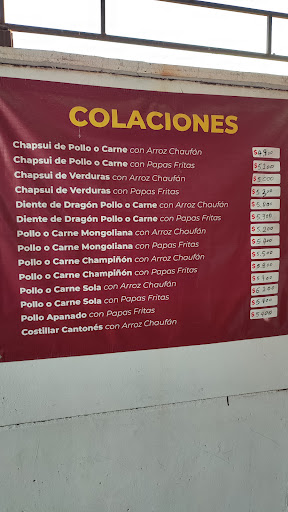 COLACIONES
Chapsui de Pollo o Carne con Arroz Chaufán
Chapsui de Pollo o Carne con Papas Fritas
Chapsui de Verduras con Arroz Chaufán $5.000
Chapsui de Verduras con Papas Fritas
Diente de Dragón Pollo o Carne con Arroz Chaufán
Diente de Dragón Pollo o Carne con Papas Fritas
Pollo o Carne Mongoliana con Arroz Chaufán
Pollo o Carne Mongoliana con Papas Fritas
Pollo o Carne Champiñón con Arroz Chaufán
Pollo o Carne Champiñón con Papas Fritas
Pollo o Carne Sola con Arroz Chaufán
Pollo o Carne Sola con Papas Fritas
Pollo Apanado con Papas Fritas
Costillar Cantonés con Arroz Chaufán